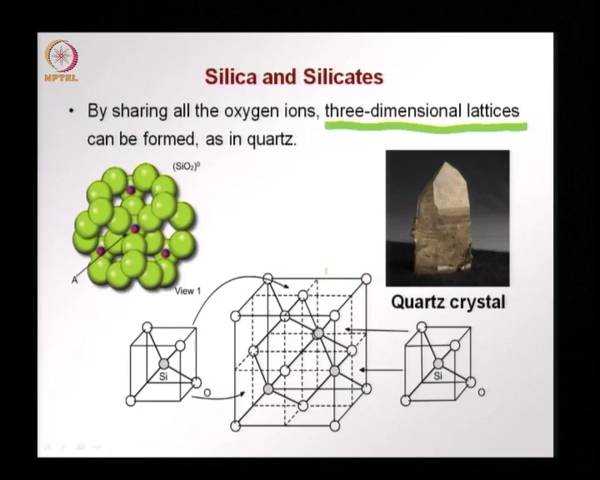 NPTEL
Silica and Silicates
• By sharing all the oxygen ions, three-dimensional lattices
can be formed, as in quartz.
(SiO₂)⁰
A
View 1
Quartz crystal
Si
O
Si
O